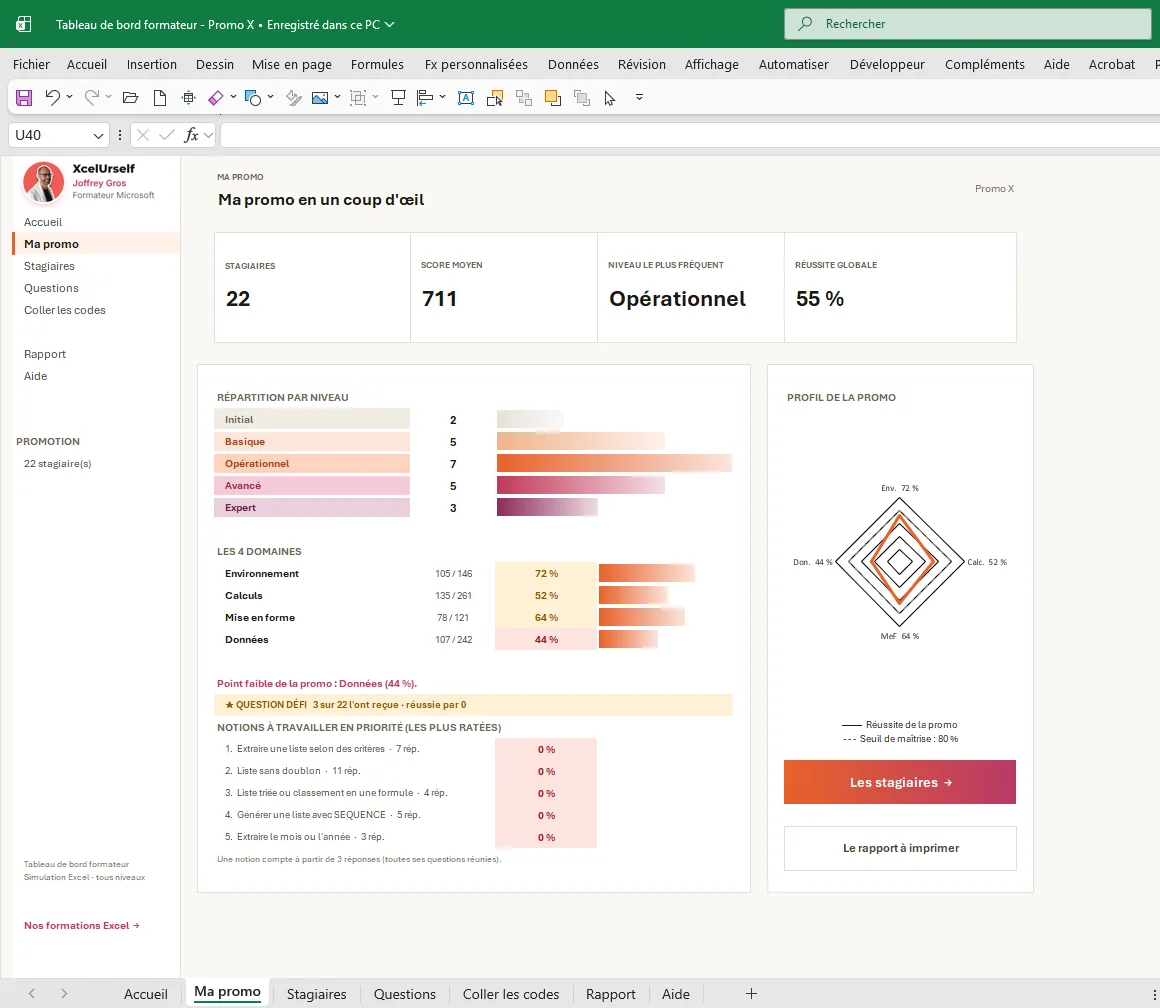 Tableau de bord formateur - Promo X • Enregistré dans ce PC
Rechercher
Fichier Accueil Insertion Dessin Mise en page Formules Fx personnalisées Données Révision Affichage Automatiser Développeur Compléments Aide Acrobat
U40
fx
XcelUrself
Joffrey Gros
Formateur Microsoft
Accueil
Ma promo
Stagiaires
Questions
Coller les codes
Rapport
Aide
PROMOTION
22 stagiaire(s)
Tableau de bord formateur
Simulation Excel · tous niveaux
Nos formations Excel →
MA PROMO
Ma promo en un coup d'œil
Promo X
STAGIAIRES
22
SCORE MOYEN
711
NIVEAU LE PLUS FRÉQUENT
Opérationnel
RÉUSSITE GLOBALE
55 %
RÉPARTITION PAR NIVEAU
Initial 2
Basique 5
Opérationnel 7
Avancé 5
Expert 3
LES 4 DOMAINES
Environnement 105 / 146 72 %
Calculs 135 / 261 52 %
Mise en forme 78 / 121 64 %
Données 107 / 242 44 %
Point faible de la promo : Données (44 %).
★ QUESTION DÉFI 3 sur 22 l'ont reçue · réussie par 0
NOTIONS À TRAVAILLER EN PRIORITÉ (LES PLUS RATÉES)
1. Extraire une liste selon des critères · 7 rép. 0 %
2. Liste sans doublon · 11 rép. 0 %
3. Liste triée ou classement en une formule · 4 rép. 0 %
4. Générer une liste avec SEQUENCE · 5 rép. 0 %
5. Extraire le mois ou l'année · 3 rép. 0 %
Une notion compte à partir de 3 réponses (toutes ses questions réunies).
PROFIL DE LA PROMO
Env. 72 %
Don. 44 %
Calc. 52 %
MeF 64 %
Réussite de la promo
Seuil de maîtrise : 80 %
Les stagiaires →
Le rapport à imprimer
Accueil Ma promo Stagiaires Questions Coller les codes Rapport Aide